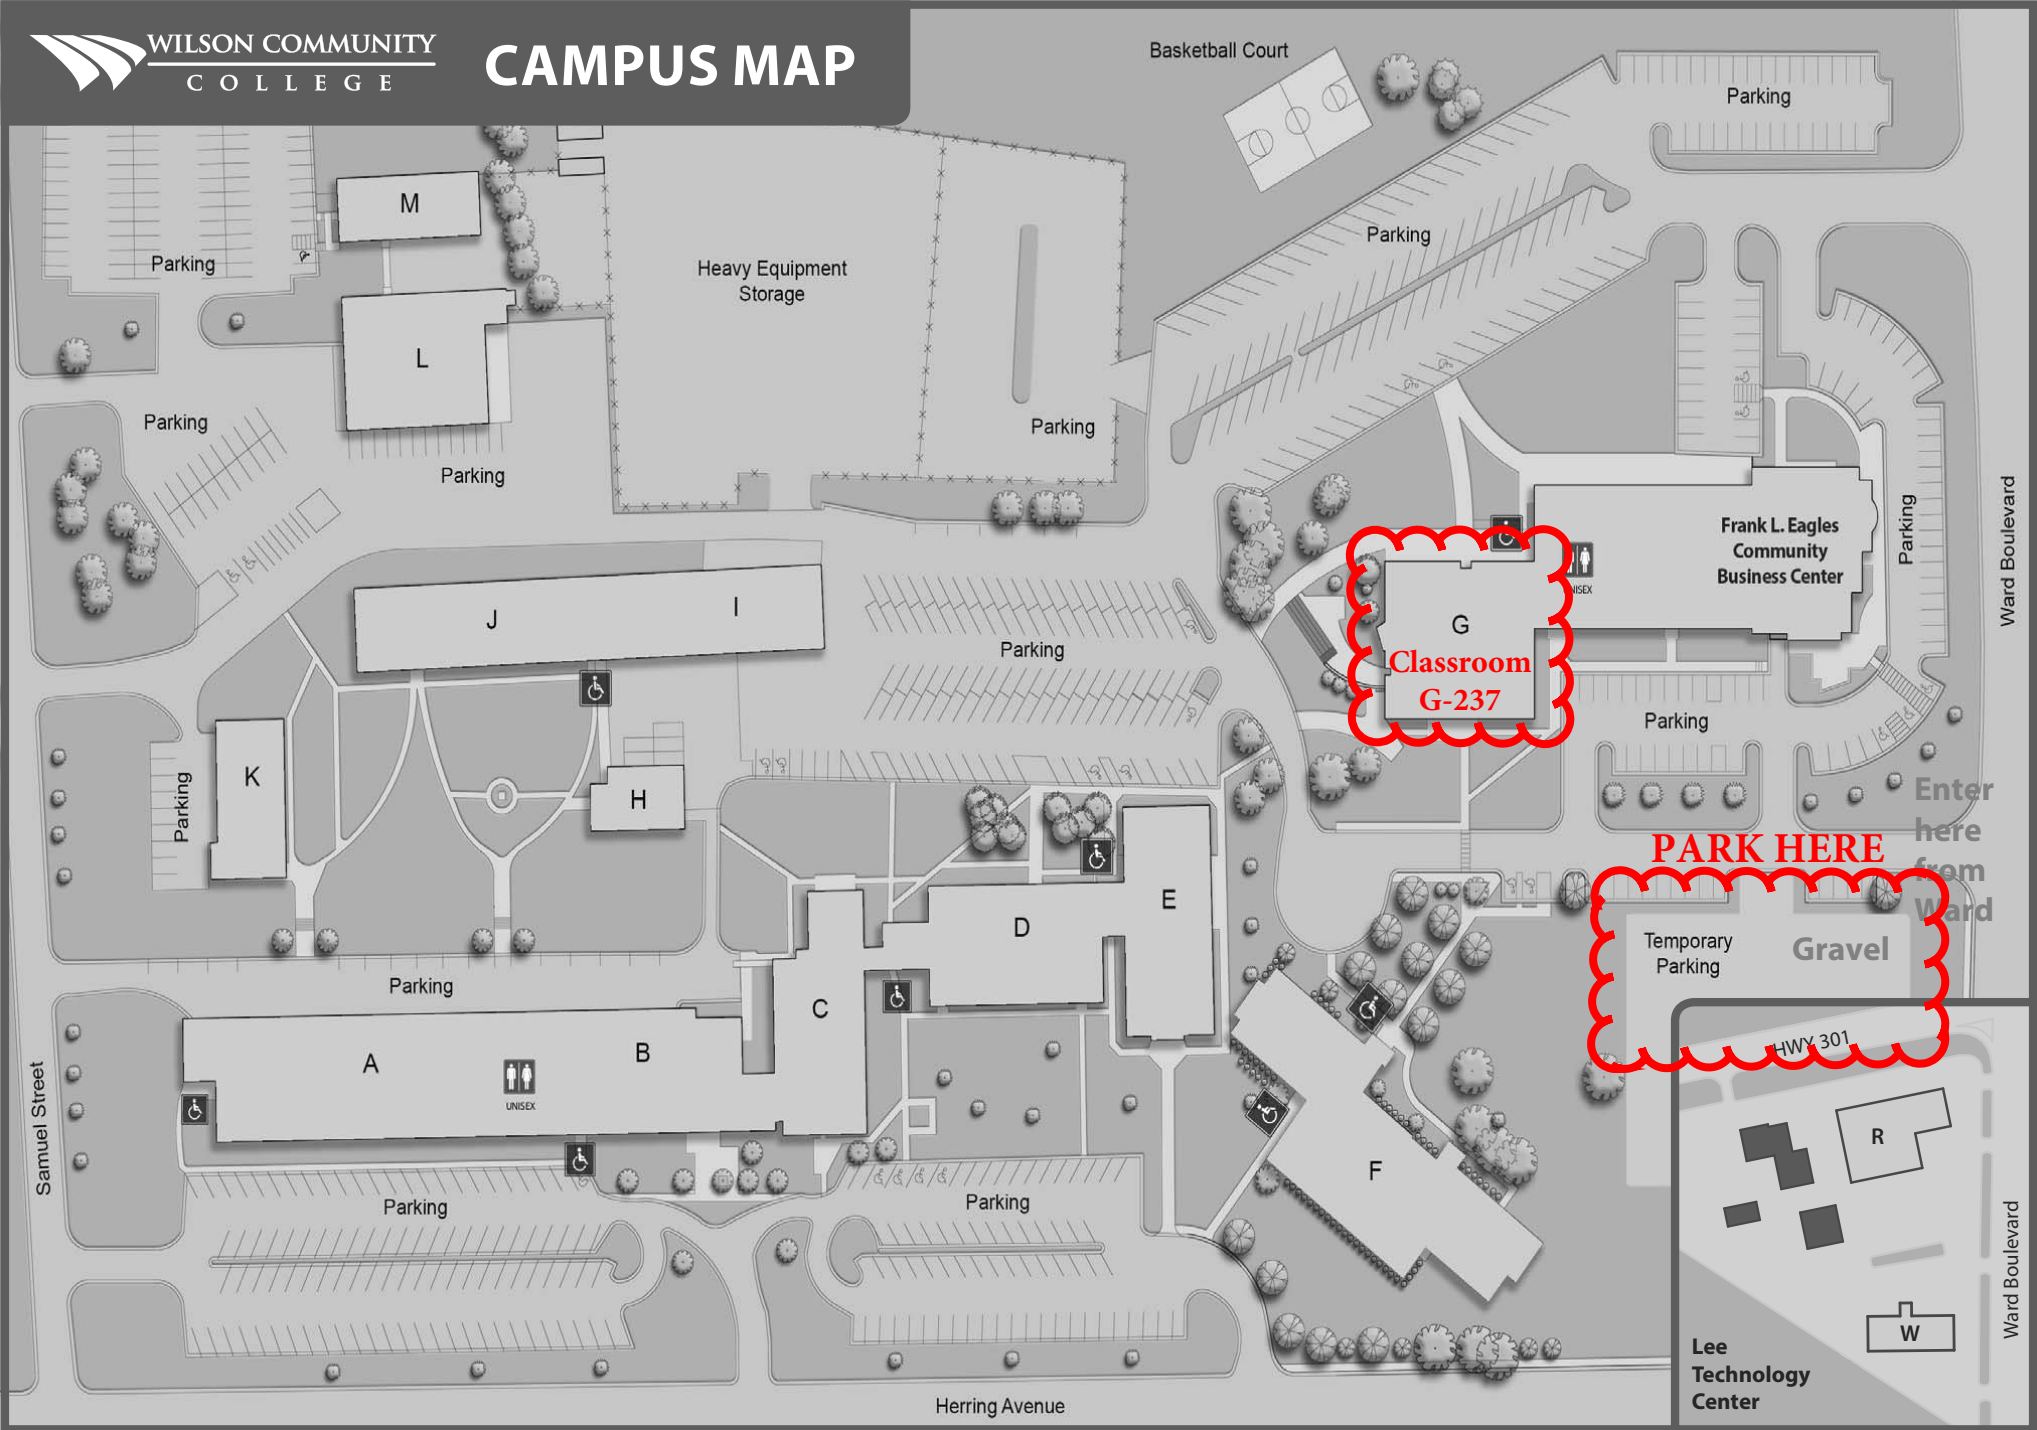 WILSON COMMUNITY
COLLEGE
CAMPUS MAP
Basketball Court
Parking
M
Parking
Parking
Heavy Equipment
Storage
L
Parking
Parking
Parking
Frank L. Eagles
Community
Business Center
Parking
Ward Boulevard
UNISEX
J
I
G
Parking
Classroom
G-237
Parking
K
H
Parking
Enter
here
from
Ward
PARK HERE
E
D
Temporary
Parking
Gravel
Parking
C
A
B
UNISEX
HWY 301
Samuel Street
R
F
Parking
Parking
Ward Boulevard
W
Lee
Technology
Center
Herring Avenue